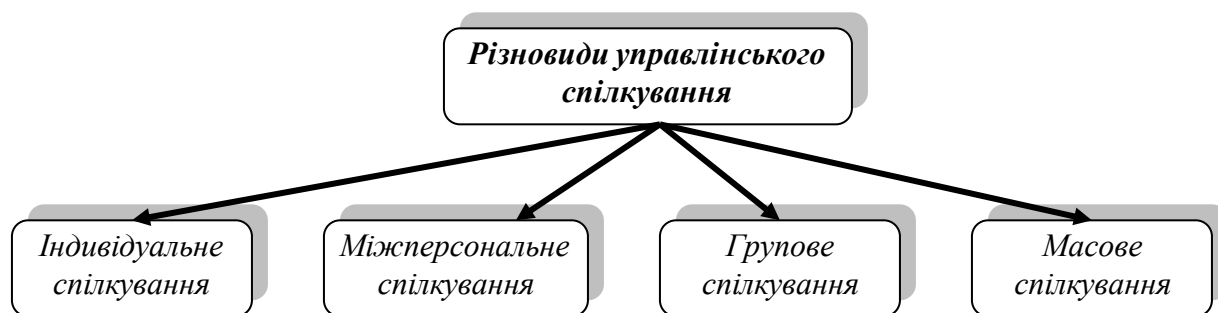 Різновиди управлінського
спілкування
Індивідуальне
спілкування
Міжперсональне
спілкування
Групове
спілкування
Масове
спілкування